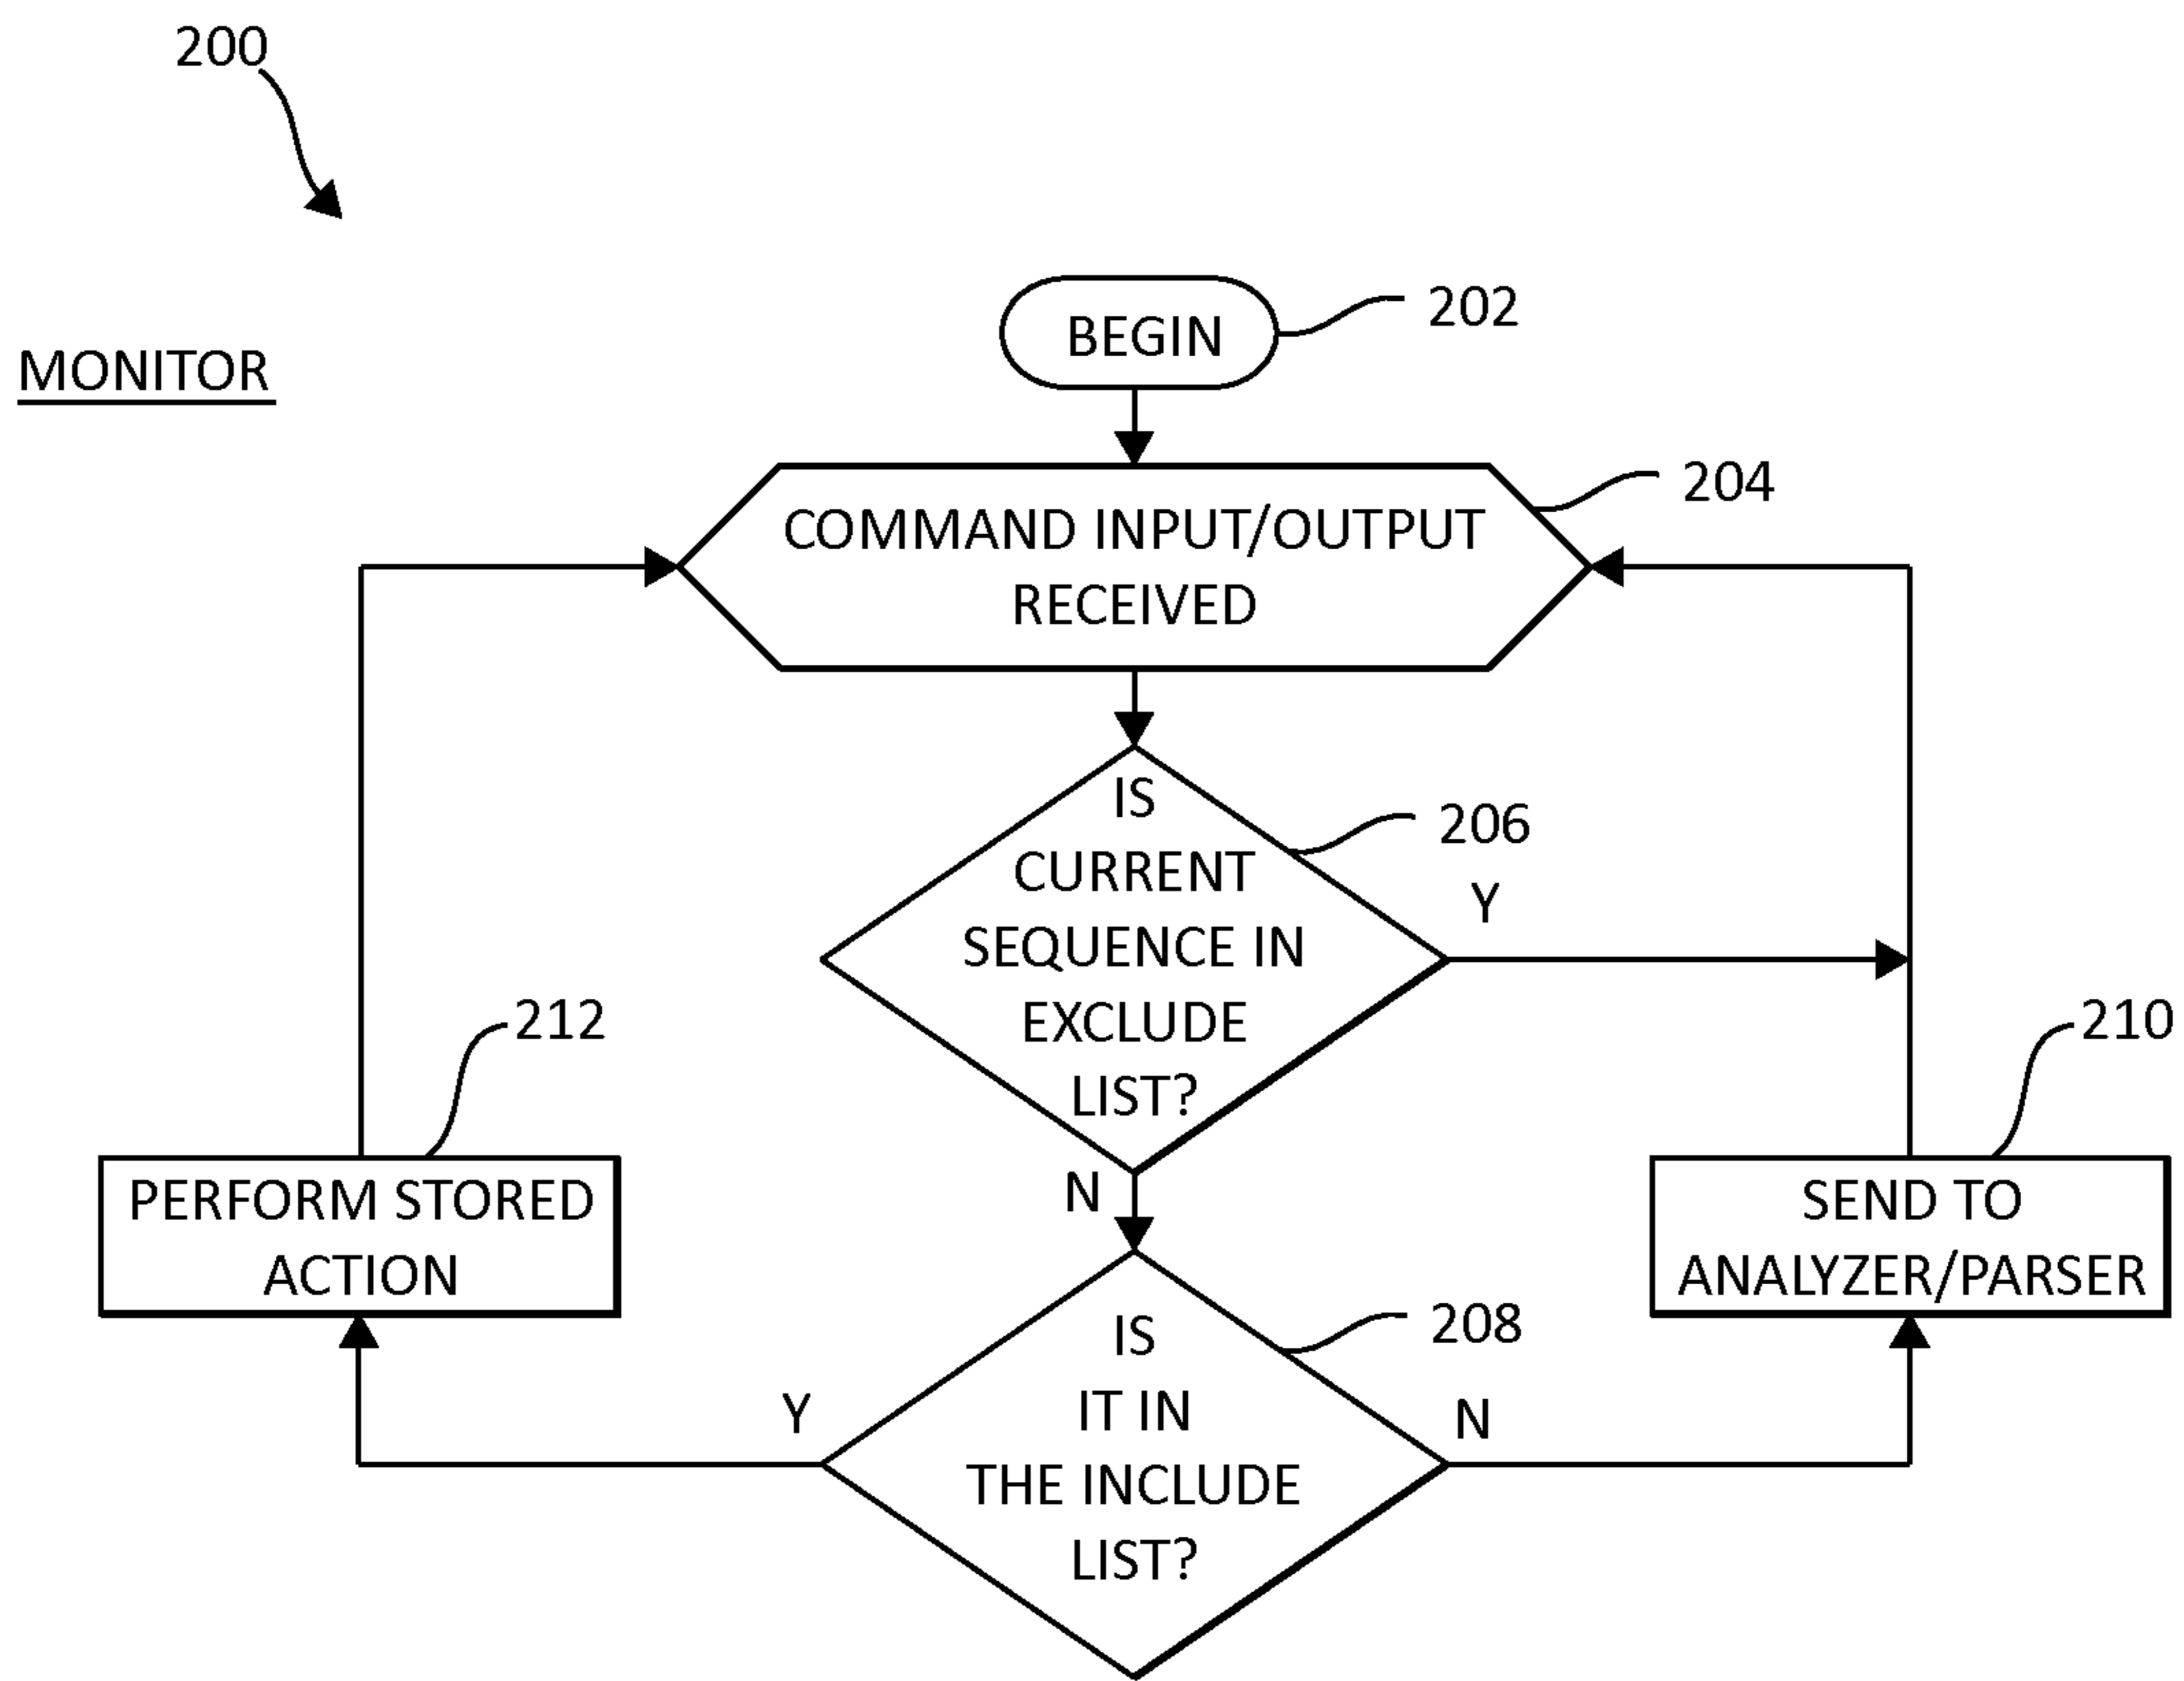 200
MONITOR
BEGIN
202
COMMAND INPUT/OUTPUT
RECEIVED
204
IS
CURRENT
SEQUENCE IN
EXCLUDE
LIST?
206
Y
N
212
PERFORM STORED
ACTION
210
SEND TO
ANALYZER/PARSER
IS
IT IN
THE INCLUDE
LIST?
208
Y
N